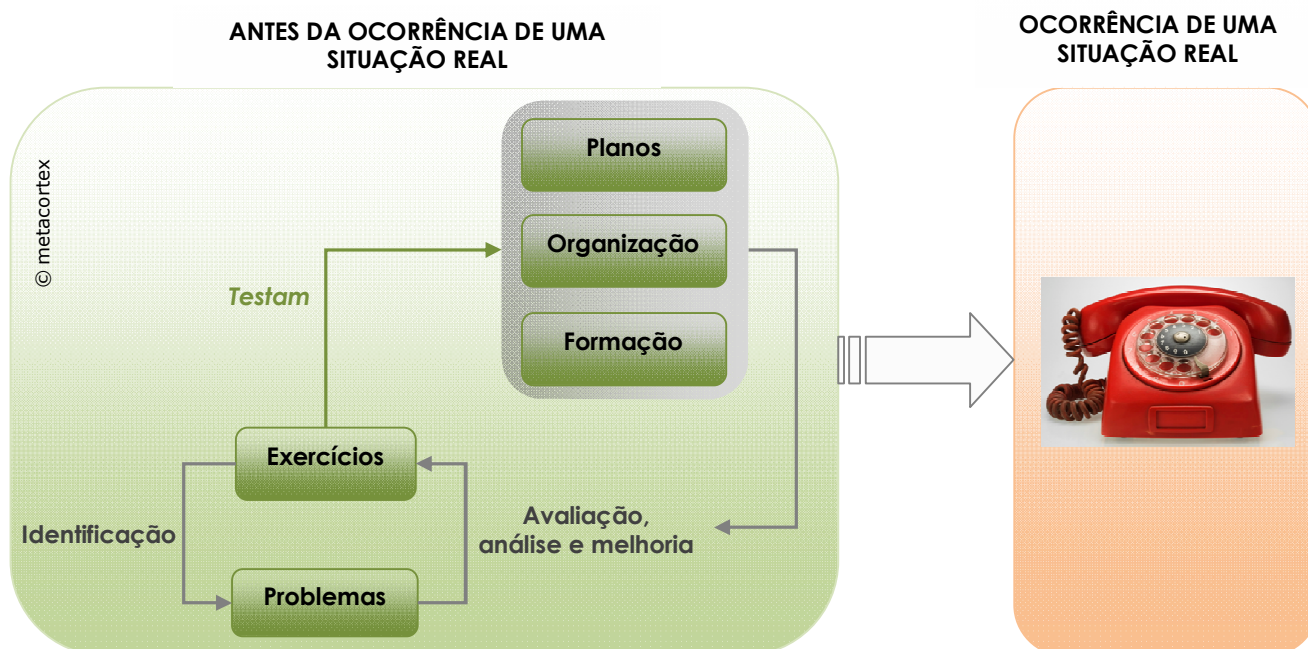 ANTES DA OCORRÊNCIA DE UMA
SITUAÇÃO REAL
OCORRÊNCIA DE UMA
SITUAÇÃO REAL
© metacortex
Planos
Organização
Formação
Testam
Exercícios
Identificação
Avaliação,
análise e melhoria
Problemas